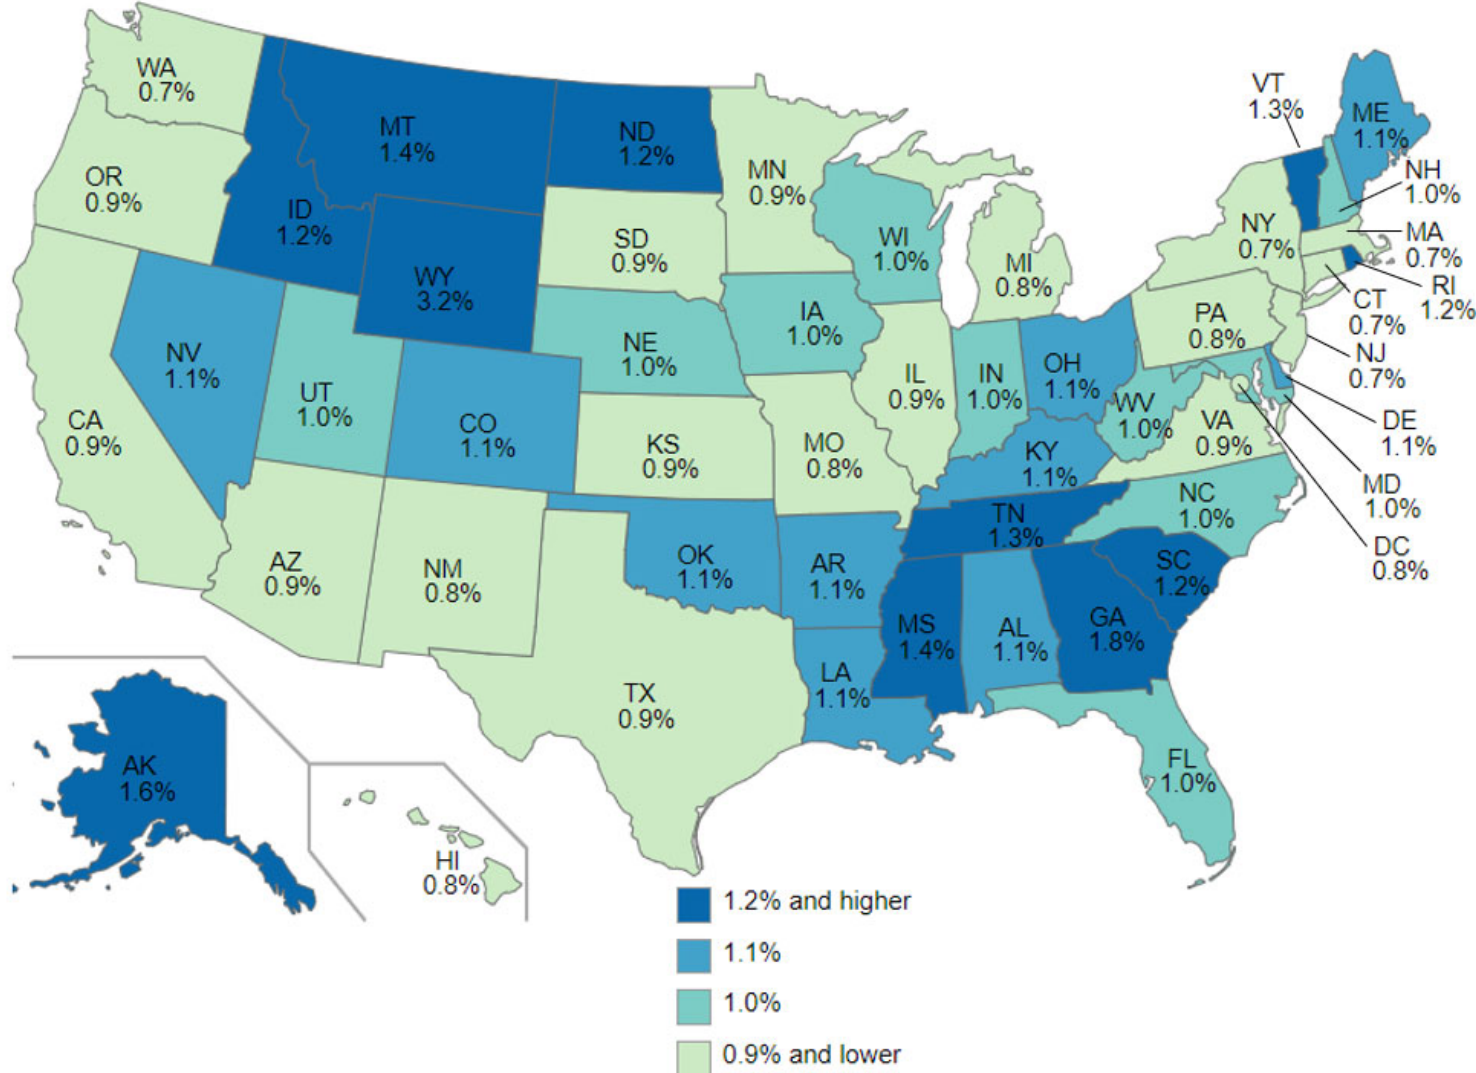 WA
0.7%
OR
0.9%
CA
0.9%
ID
1.2%
MT
1.4%
WY
3.2%
NV
1.1%
UT
1.0%
CO
1.1%
AZ
0.9%
NM
0.8%
ND
1.2%
SD
0.9%
NE
1.0%
KS
0.9%
OK
1.1%
TX
0.9%
MN
0.9%
IA
1.0%
MO
0.8%
AR
1.1%
LA
1.1%
WI
1.0%
IL
0.9%
MI
0.8%
IN
1.0%
OH
1.1%
KY
1.1%
TN
1.3%
MS
1.4%
AL
1.1%
GA
1.8%
FL
1.0%
SC
1.2%
NC
1.0%
VA
0.9%
WV
1.0%
PA
0.8%
NY
0.7%
VT
1.3%
ME
1.1%
NH
1.0%
MA
0.7%
RI
1.2%
CT
0.7%
NJ
0.7%
DE
1.1%
MD
1.0%
DC
0.8%
AK
1.6%
HI
0.8%
1.2% and higher
1.1%
1.0%
0.9% and lower